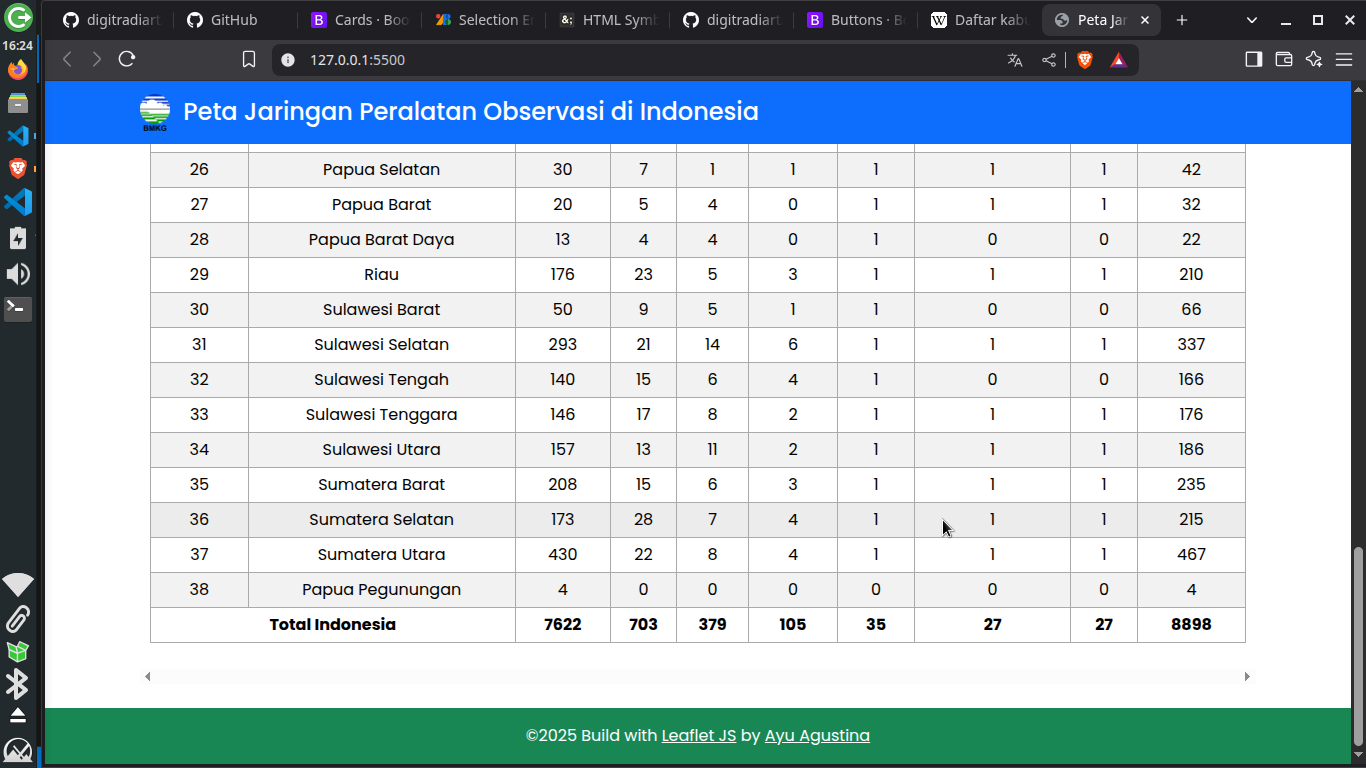 digitradiart
GitHub
Cards · Boo
Selection E
HTML Symb
digitradiart
Buttons · B
Daftar kabu
Peta Jar
16:24
127.0.0.1:5500
BMKG
Peta Jaringan Peralatan Observasi di Indonesia
26 Papua Selatan 30 7 1 1 1 1 1 42
27 Papua Barat 20 5 4 0 1 1 1 32
28 Papua Barat Daya 13 4 4 0 1 0 0 22
29 Riau 176 23 5 3 1 1 1 210
30 Sulawesi Barat 50 9 5 1 1 0 0 66
31 Sulawesi Selatan 293 21 14 6 1 1 1 337
32 Sulawesi Tengah 140 15 6 4 1 0 0 166
33 Sulawesi Tenggara 146 17 8 2 1 1 1 176
34 Sulawesi Utara 157 13 11 2 1 1 1 186
35 Sumatera Barat 208 15 6 3 1 1 1 235
36 Sumatera Selatan 173 28 7 4 1 1 1 215
37 Sumatera Utara 430 22 8 4 1 1 1 467
38 Papua Pegunungan 4 0 0 0 0 0 0 4
Total Indonesia 7622 703 379 105 35 27 27 8898
©2025 Build with Leaflet JS by Ayu Agustina